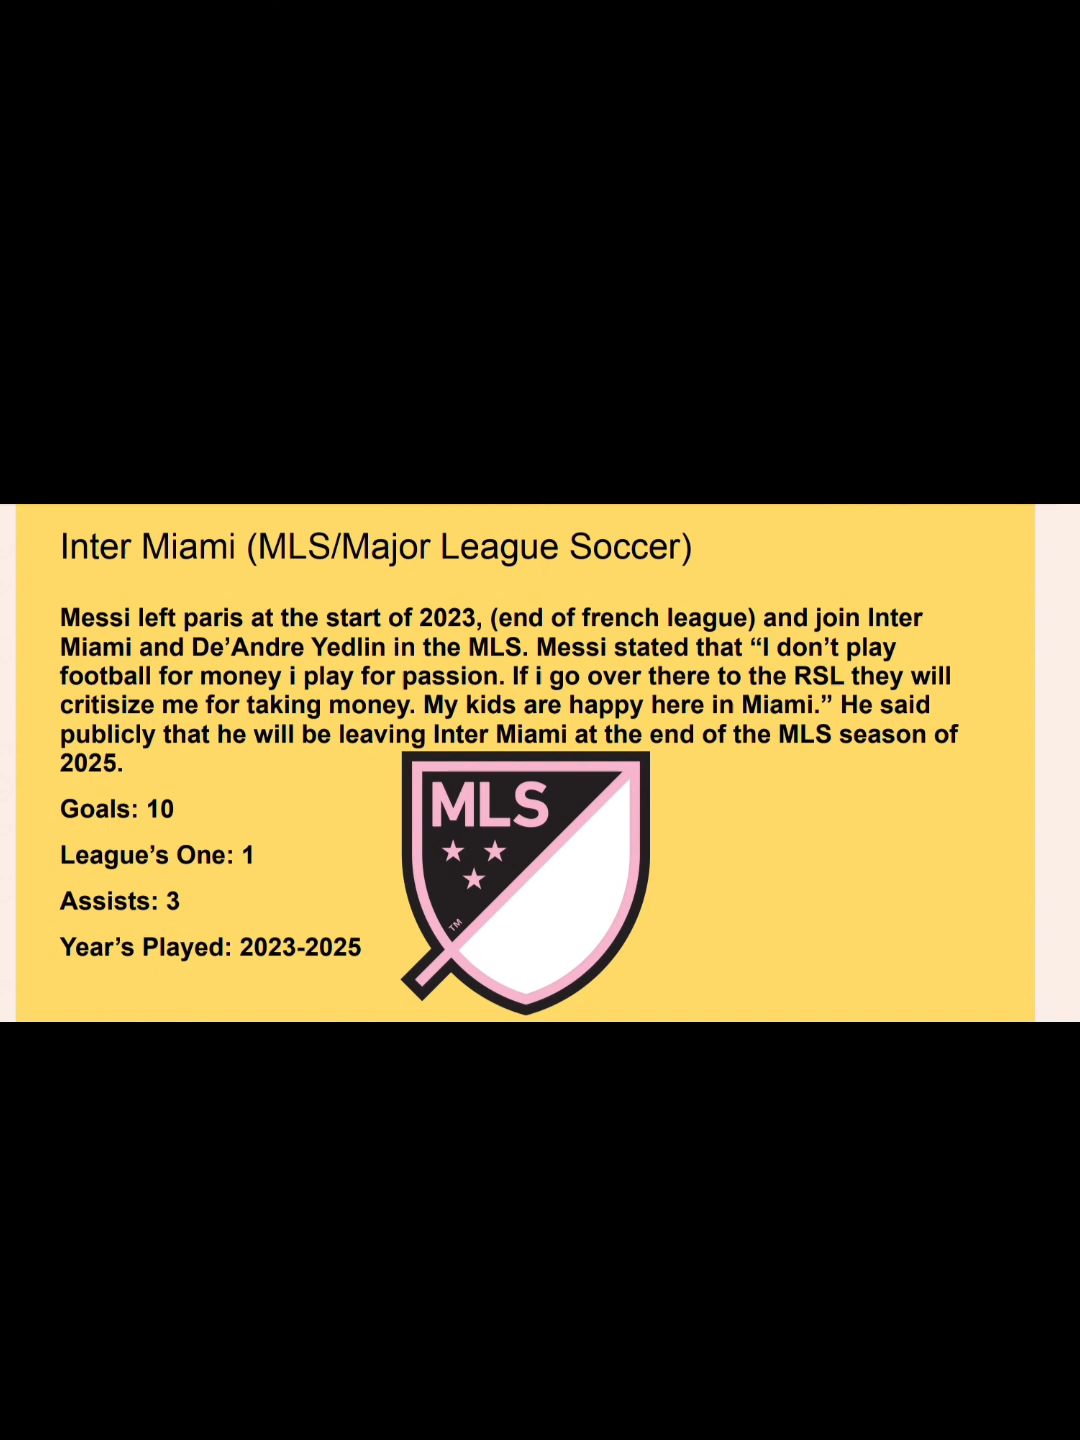 Inter Miami (MLS/Major League Soccer)
Messi left paris at the start of 2023, (end of french league) and join Inter
Miami and De’Andre Yedlin in the MLS. Messi stated that “I don’t play
football for money i play for passion. If i go over there to the RSL they will
critisize me for taking money. My kids are happy here in Miami.” He said
publicly that he will be leaving Inter Miami at the end of the MLS season of
2025.
Goals: 10
League’s One: 1
Assists: 3
Year’s Played: 2023-2025
MLS
TM